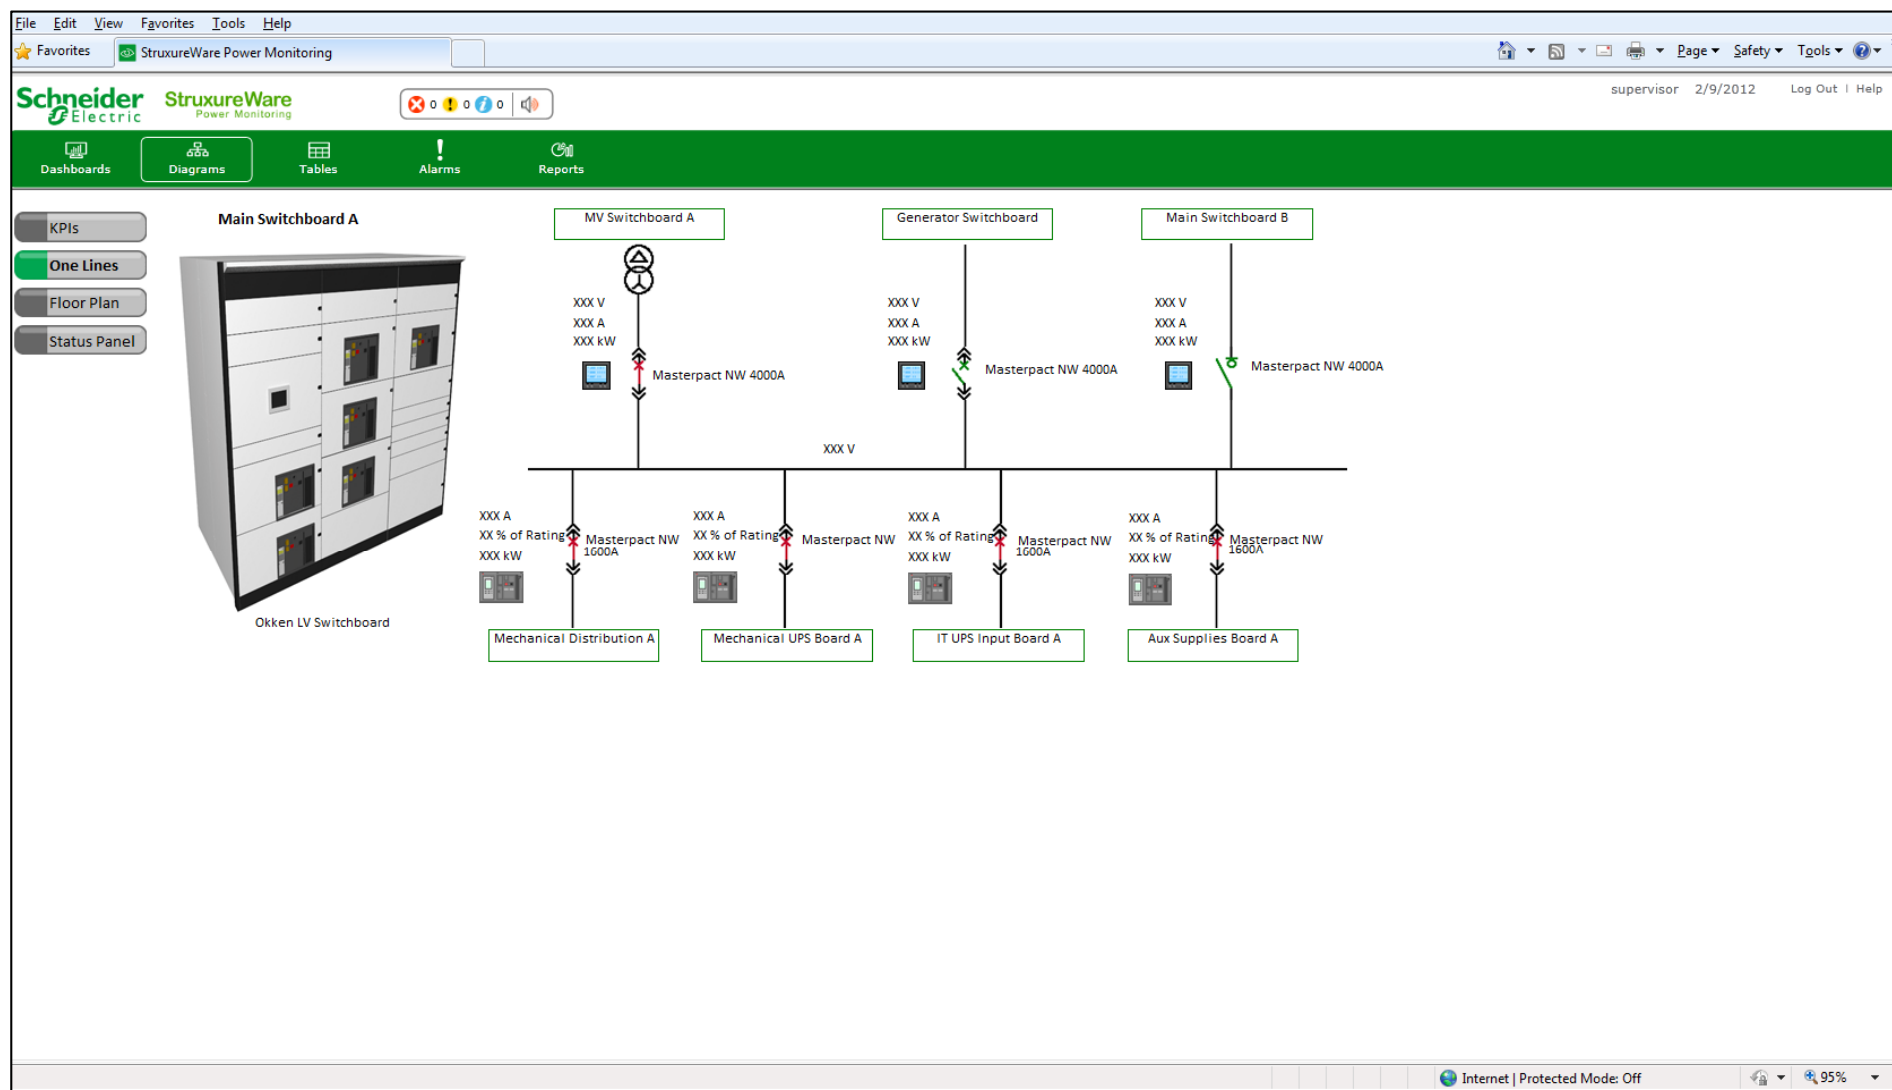 File Edit View Favorites Tools Help
Favorites StruxureWare Power Monitoring Page Safety Tools
Schneider Electric
StruxureWare
Power Monitoring
0 0 0
supervisor 2/9/2012 Log Out | Help
Dashboards Diagrams Tables Alarms Reports
KPIs
One Lines
Floor Plan
Status Panel
Main Switchboard A
Okken LV Switchboard
MV Switchboard A
XXX V
XXX A
XXX kW
Masterpact NW 4000A
Generator Switchboard
XXX V
XXX A
XXX kW
Masterpact NW 4000A
Main Switchboard B
XXX V
XXX A
XXX kW
Masterpact NW 4000A
XXX V
XXX A
XX % of Rating
XXX kW
Masterpact NW
1600A
Mechanical Distribution A
XXX A
XX % of Rating
XXX kW
Masterpact NW
Mechanical UPS Board A
XXX A
XX % of Rating
XXX kW
Masterpact NW
1600A
IT UPS Input Board A
XXX A
XX % of Rating
XXX kW
Masterpact NW
1600A
Aux Supplies Board A
Internet | Protected Mode: Off 95%